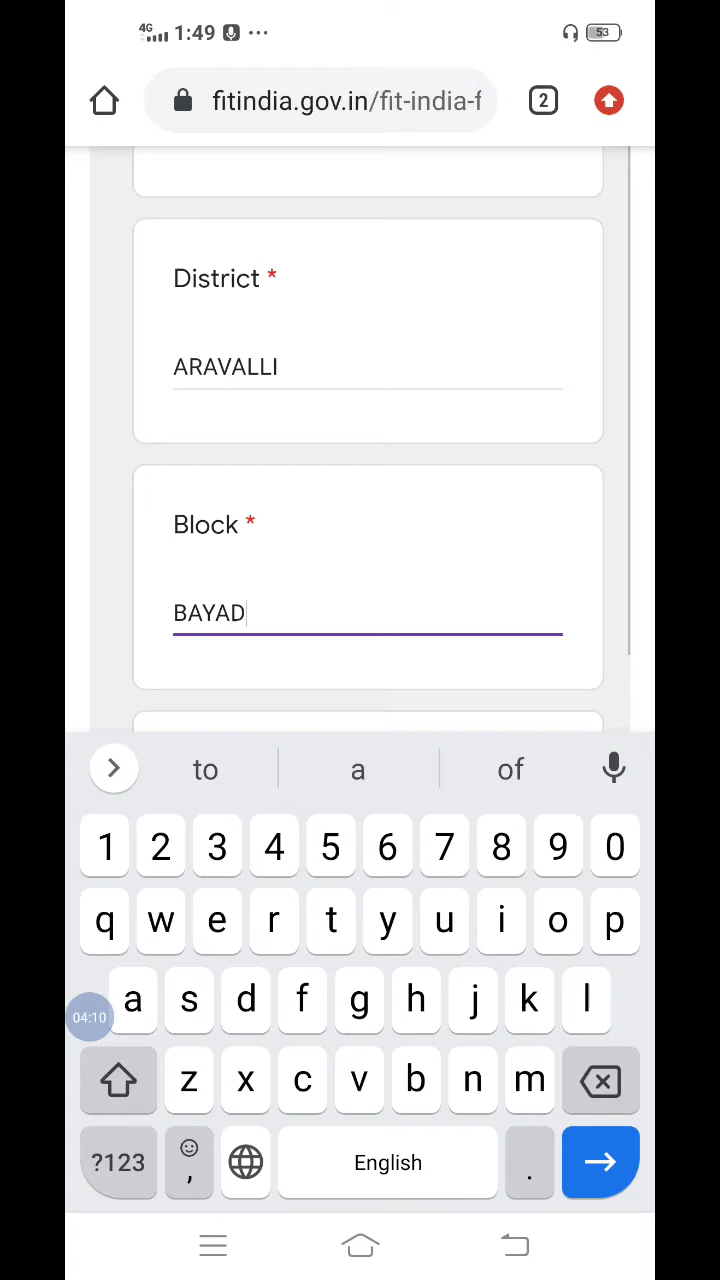 4G 1:49 ... 53
fitindia.gov.in/fit-india-f 2
District *
ARAVALLI
Block *
BAYAD
to a of
1 2 3 4 5 6 7 8 9 0
q w e r t y u i o p
04:10 a s d f g h j k l
z x c v b n m
?123 , English .